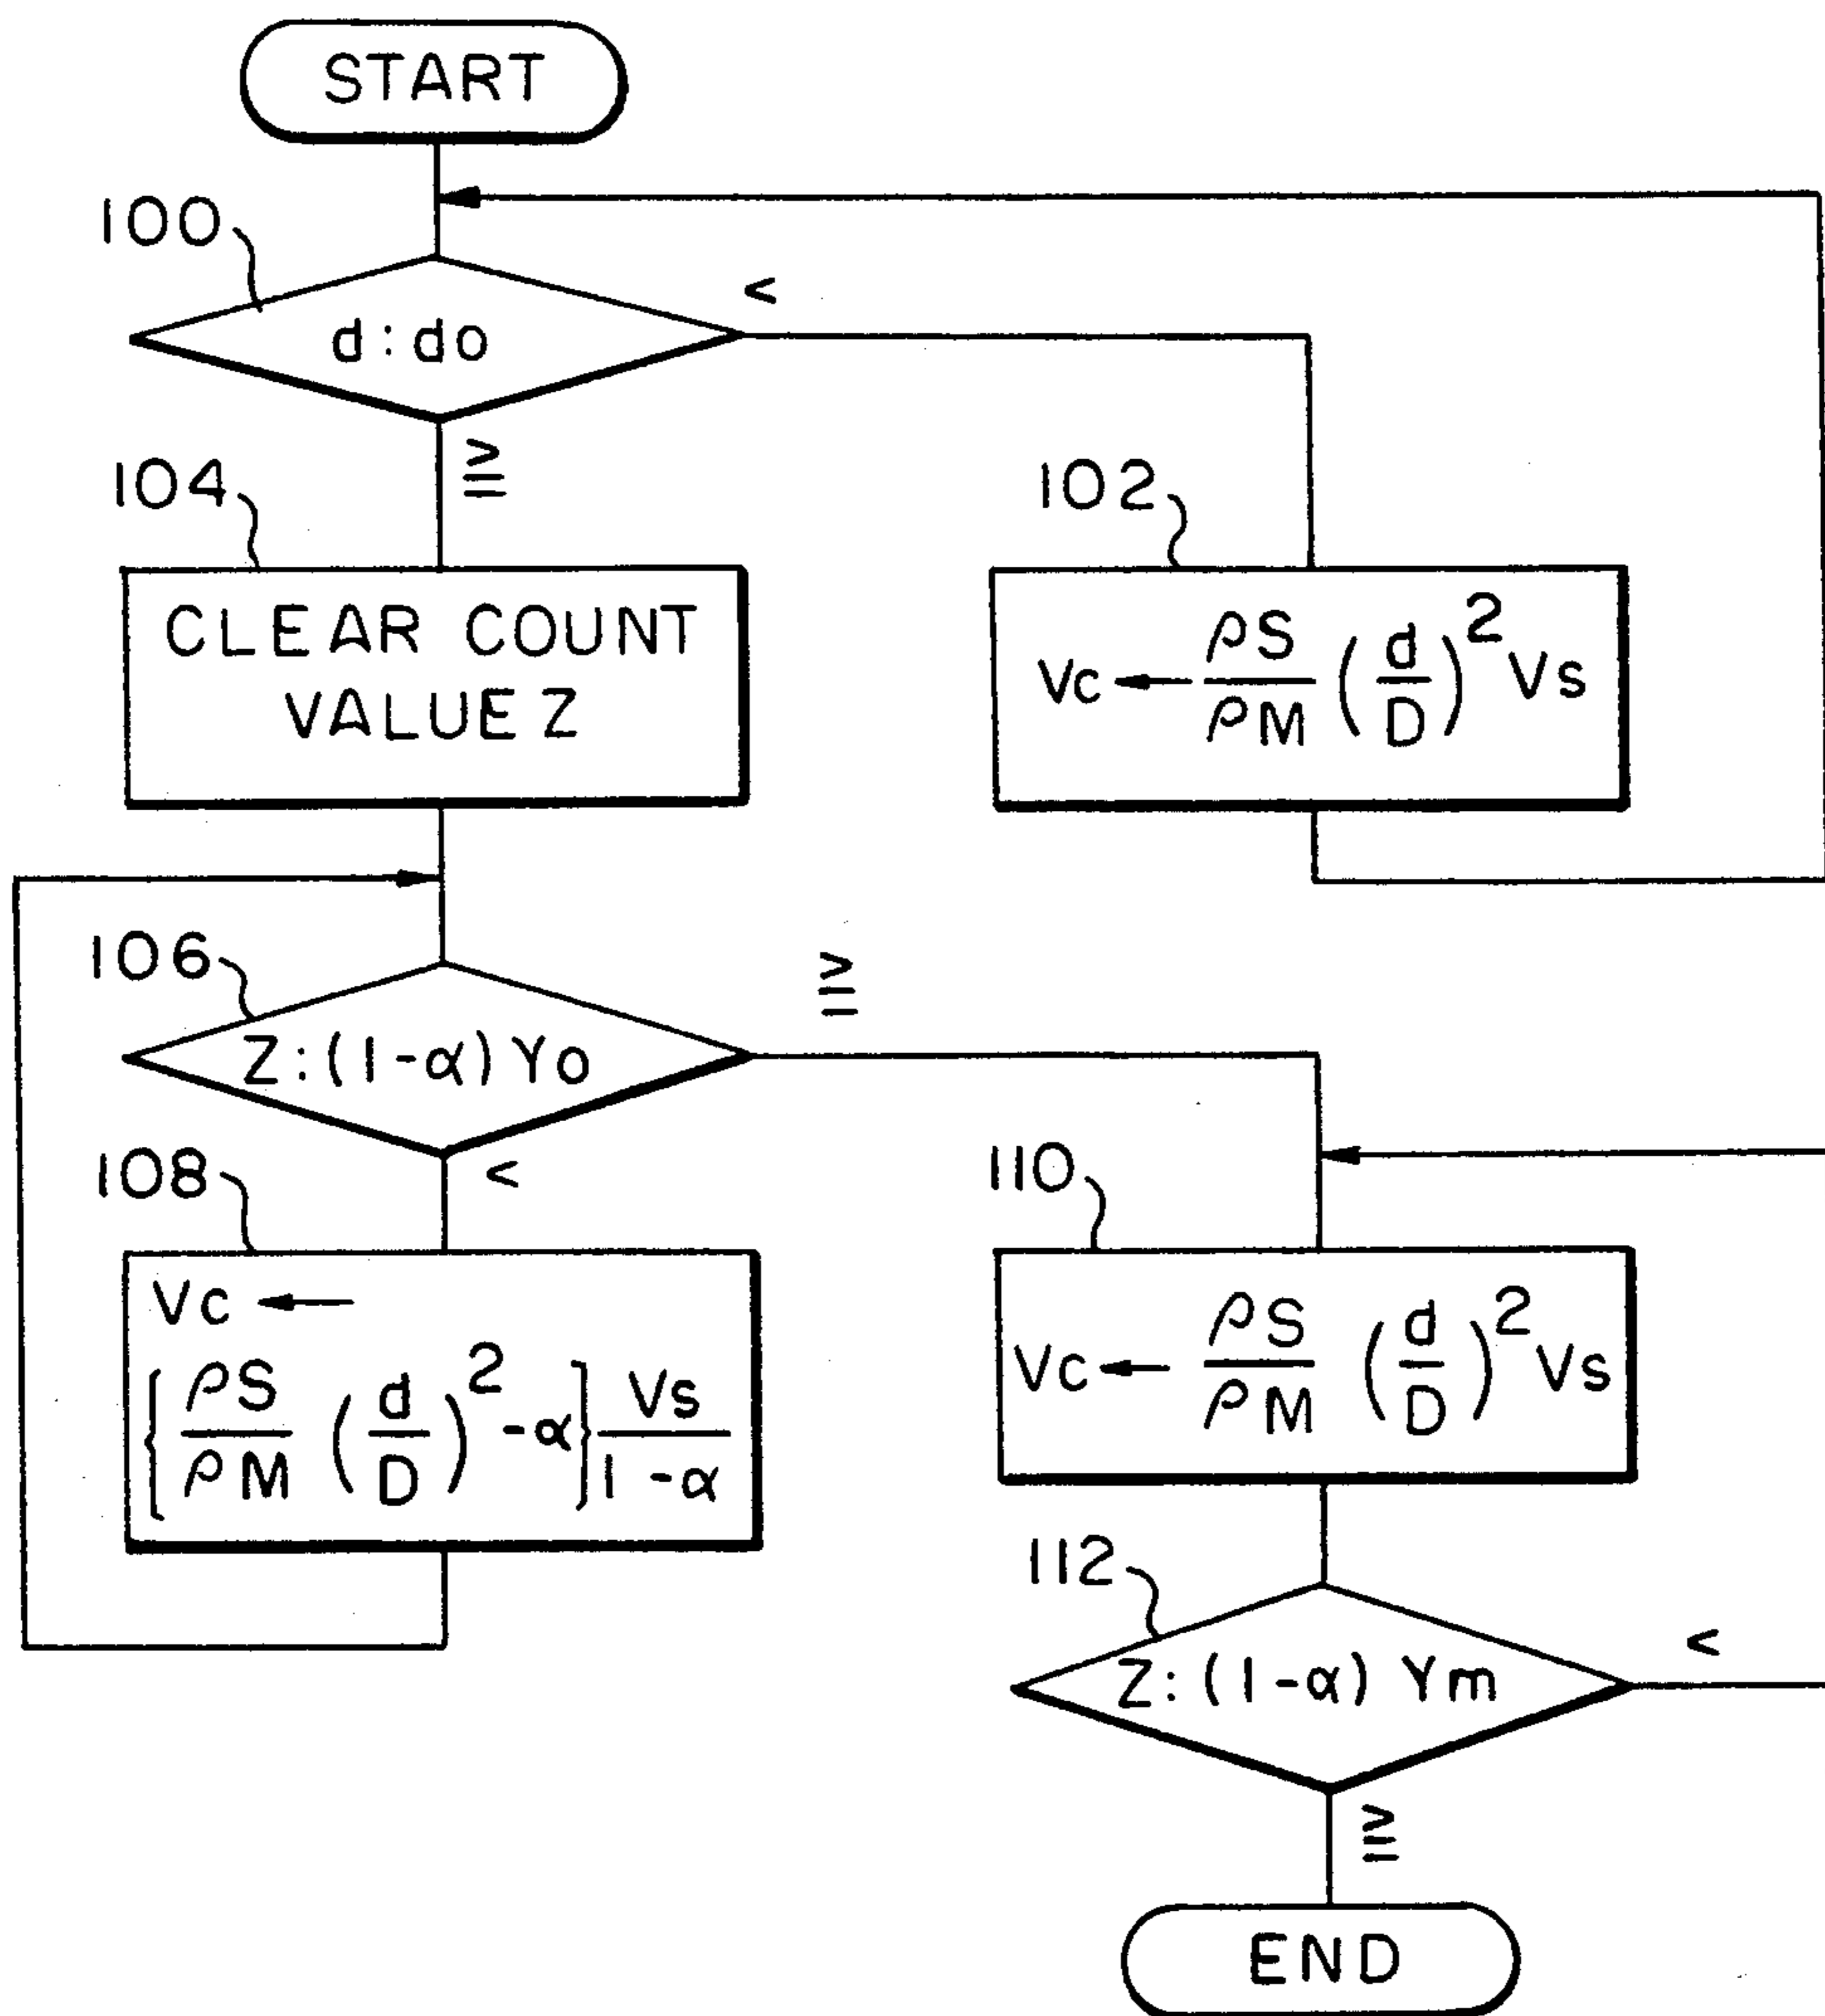 START
100
d:do
<
≧
104
102
CLEAR COUNT
VALUE Z
Vc ← ρS/ρM (d/D)² Vs
106
Z:(1-α) Yo
≧
<
108
110
Vc ←
{ρS/ρM (d/D)² -α} Vs/1-α
Vc ← ρS/ρM (d/D)² Vs
112
Z:(1-α) Ym
<
≧
END